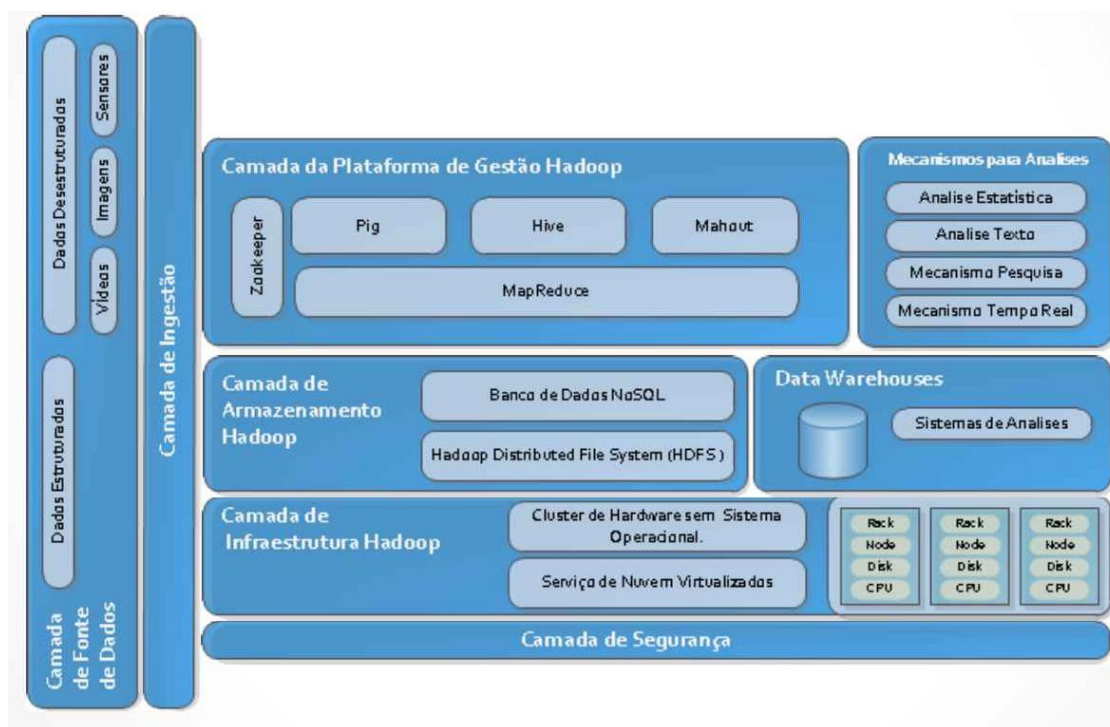 Camada
de Fonte
de Dados
Dados Estruturados
Dados Desestruturados
Vídeos
Imagens
Sensores
Camada de Ingestão
Camada da Plataforma de Gestão Hadoop
Zookeeper
Pig
Hive
Mahout
MapReduce
Mecanismos para Analises
Analise Estatística
Analise Texto
Mecanismo Pesquisa
Mecanismo Tempo Real
Camada de
Armazenamento
Hadoop
Banca de Dados NoSQL
Hadoop Distributed File System (HDFS )
Data Warehouses
Sistemas de Analises
Camada de
Infraestrutura Hadoop
Cluster de Hardware sem Sistema
Operacional.
Serviço de Nuvem Virtualizadas
Rack
Node
Disk
CPU
Rack
Node
Disk
CPU
Rack
Node
Disk
CPU
Camada de Segurança